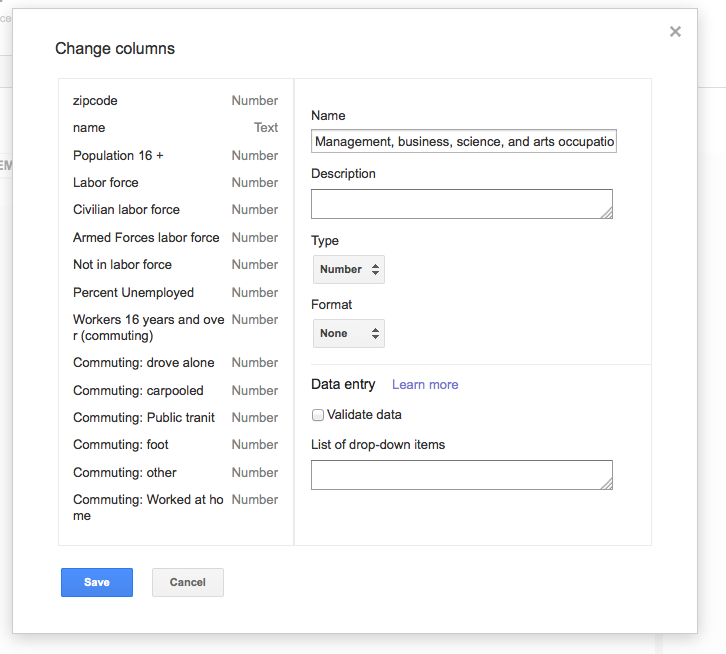 ce
EM
Change columns
zipcode Number
name Text
Population 16 + Number
Labor force Number
Civilian labor force Number
Armed Forces labor force Number
Not in labor force Number
Percent Unemployed Number
Workers 16 years and ove Number
r (commuting)
Commuting: drove alone Number
Commuting: carpooled Number
Commuting: Public tranit Number
Commuting: foot Number
Commuting: other Number
Commuting: Worked at ho Number
me
Name
Management, business, science, and arts occupatio
Description
Type
Number
Format
None
Data entry Learn more
Validate data
List of drop-down items
Save Cancel